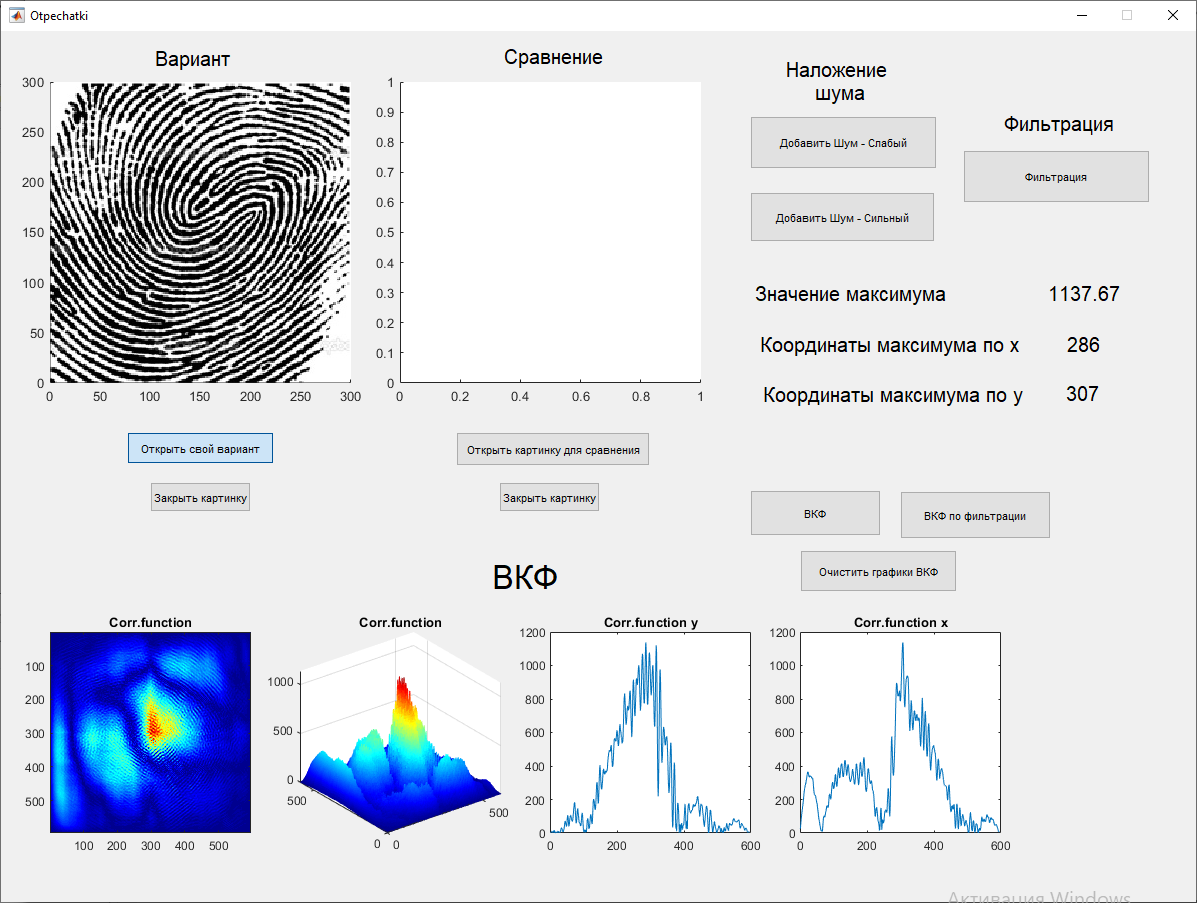 Otpechatki
Вариант
Сравнение
Наложение
шума
Фильтрация
Добавить Шум - Слабый
Фильтрация
Добавить Шум - Сильный
300
250
200
150
100
50
0
0 50 100 150 200 250 300
1
0.9
0.8
0.7
0.6
0.5
0.4
0.3
0.2
0.1
0
0 0.2 0.4 0.6 0.8 1
Значение максимума 1137.67
Координаты максимума по x 286
Координаты максимума по y 307
Открыть свой вариант
Открыть картинку для сравнения
Закрыть картинку
Закрыть картинку
ВКФ
ВКФ по фильтрации
Очистить графики ВКФ
ВКФ
Corr.function
100
200
300
400
500
100 200 300 400 500
Corr.function
1000
500
0
500
0 0
500
Corr.function y
1200
1000
800
600
400
200
0
0 200 400 600
Corr.function x
1200
1000
800
600
400
200
0
0 200 400 600
Активация Windows